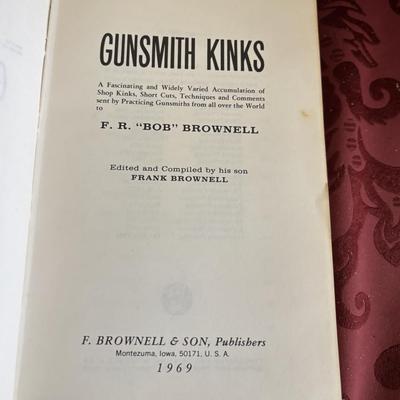 GUNSMITH KINKS
A Fascinating and Widely Varied Accumulation of
Shop Kinks, Short Cuts, Techniques and Comments
sent by Practicing Gunsmiths from all over the World
to
F. R. "BOB" BROWNELL
Edited and Compiled by his son
FRANK BROWNELL
F. BROWNELL & SON, Publishers
Montezuma, Iowa, 50171, U. S. A.
1969